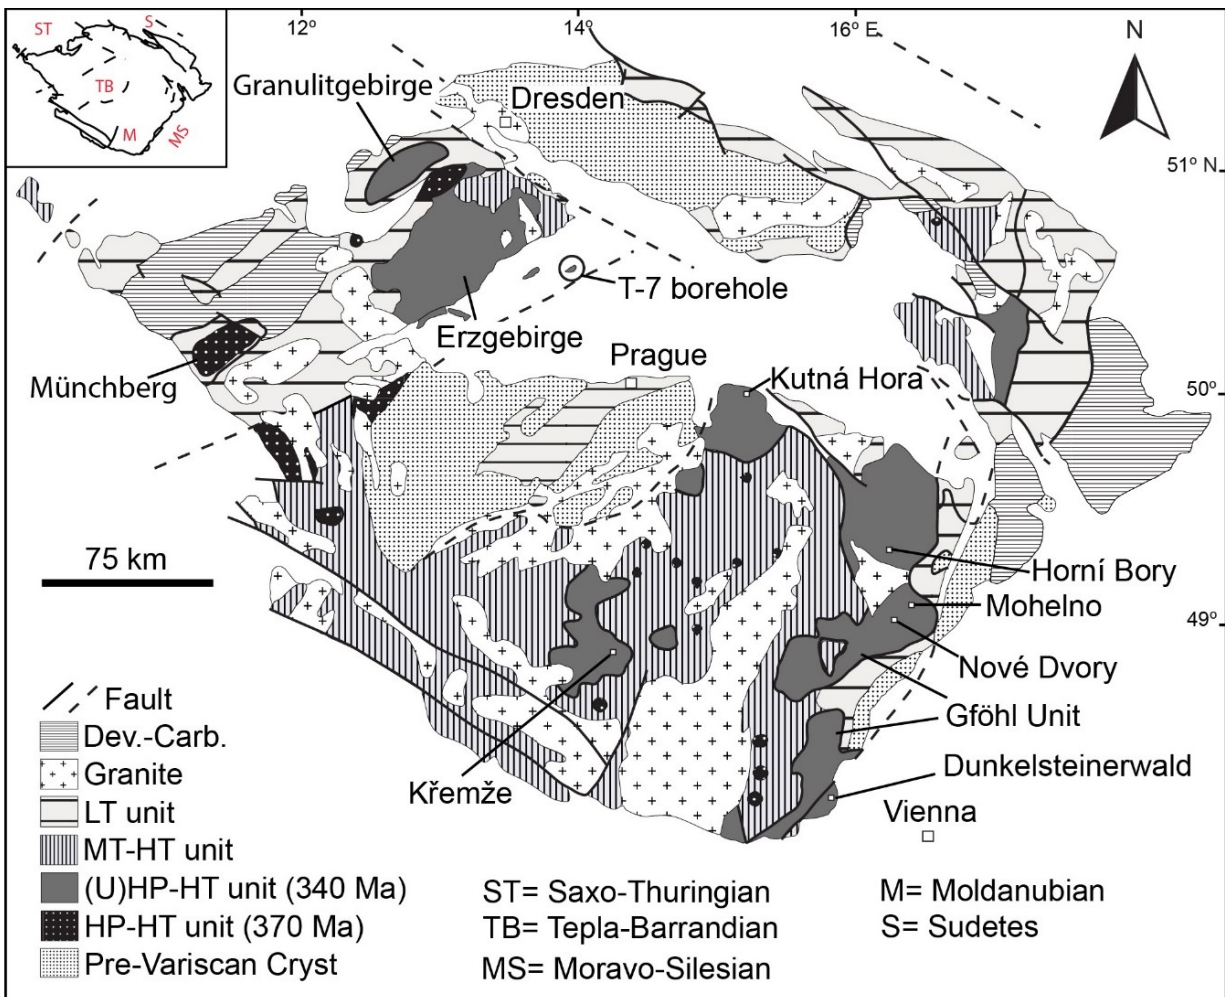 ST
S
TB
M
MS
12º
14º
16º E
N
Granulitgebirge
Dresden
51º N
T-7 borehole
Erzgebirge
Prague
Münchberg
Kutná Hora
50º
75 km
Horní Bory
Mohelno
49º
Nové Dvory
Gföhl Unit
Křemže
Dunkelsteinerwald
Vienna
Fault
Dev.-Carb.
Granite
LT unit
MT-HT unit
(U)HP-HT unit (340 Ma)
HP-HT unit (370 Ma)
Pre-Variscan Cryst
ST= Saxo-Thuringian
TB= Tepla-Barrandian
MS= Moravo-Silesian
M= Moldanubian
S= Sudetes